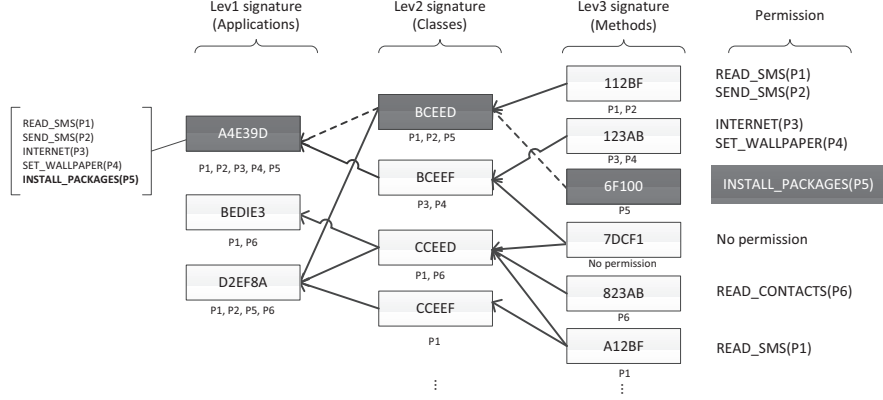 Lev1 signature
(Applications)
Lev2 signature
(Classes)
Lev3 signature
(Methods)
Permission
READ_SMS(P1)
SEND_SMS(P2)
INTERNET(P3)
SET_WALLPAPER(P4)
INSTALL_PACKAGES(P5)
A4E39D
P1, P2, P3, P4, P5
BEDIE3
P1, P6
D2EF8A
P1, P2, P5, P6
BCEED
P1, P2, P5
BCEEF
P3, P4
CCEED
P1, P6
CCEEF
P1
...
112BF
P1, P2
123AB
P3, P4
6F100
P5
7DCF1
No permission
823AB
P6
A12BF
P1
...
READ_SMS(P1)
SEND_SMS(P2)
INTERNET(P3)
SET_WALLPAPER(P4)
INSTALL_PACKAGES(P5)
No permission
READ_CONTACTS(P6)
READ_SMS(P1)